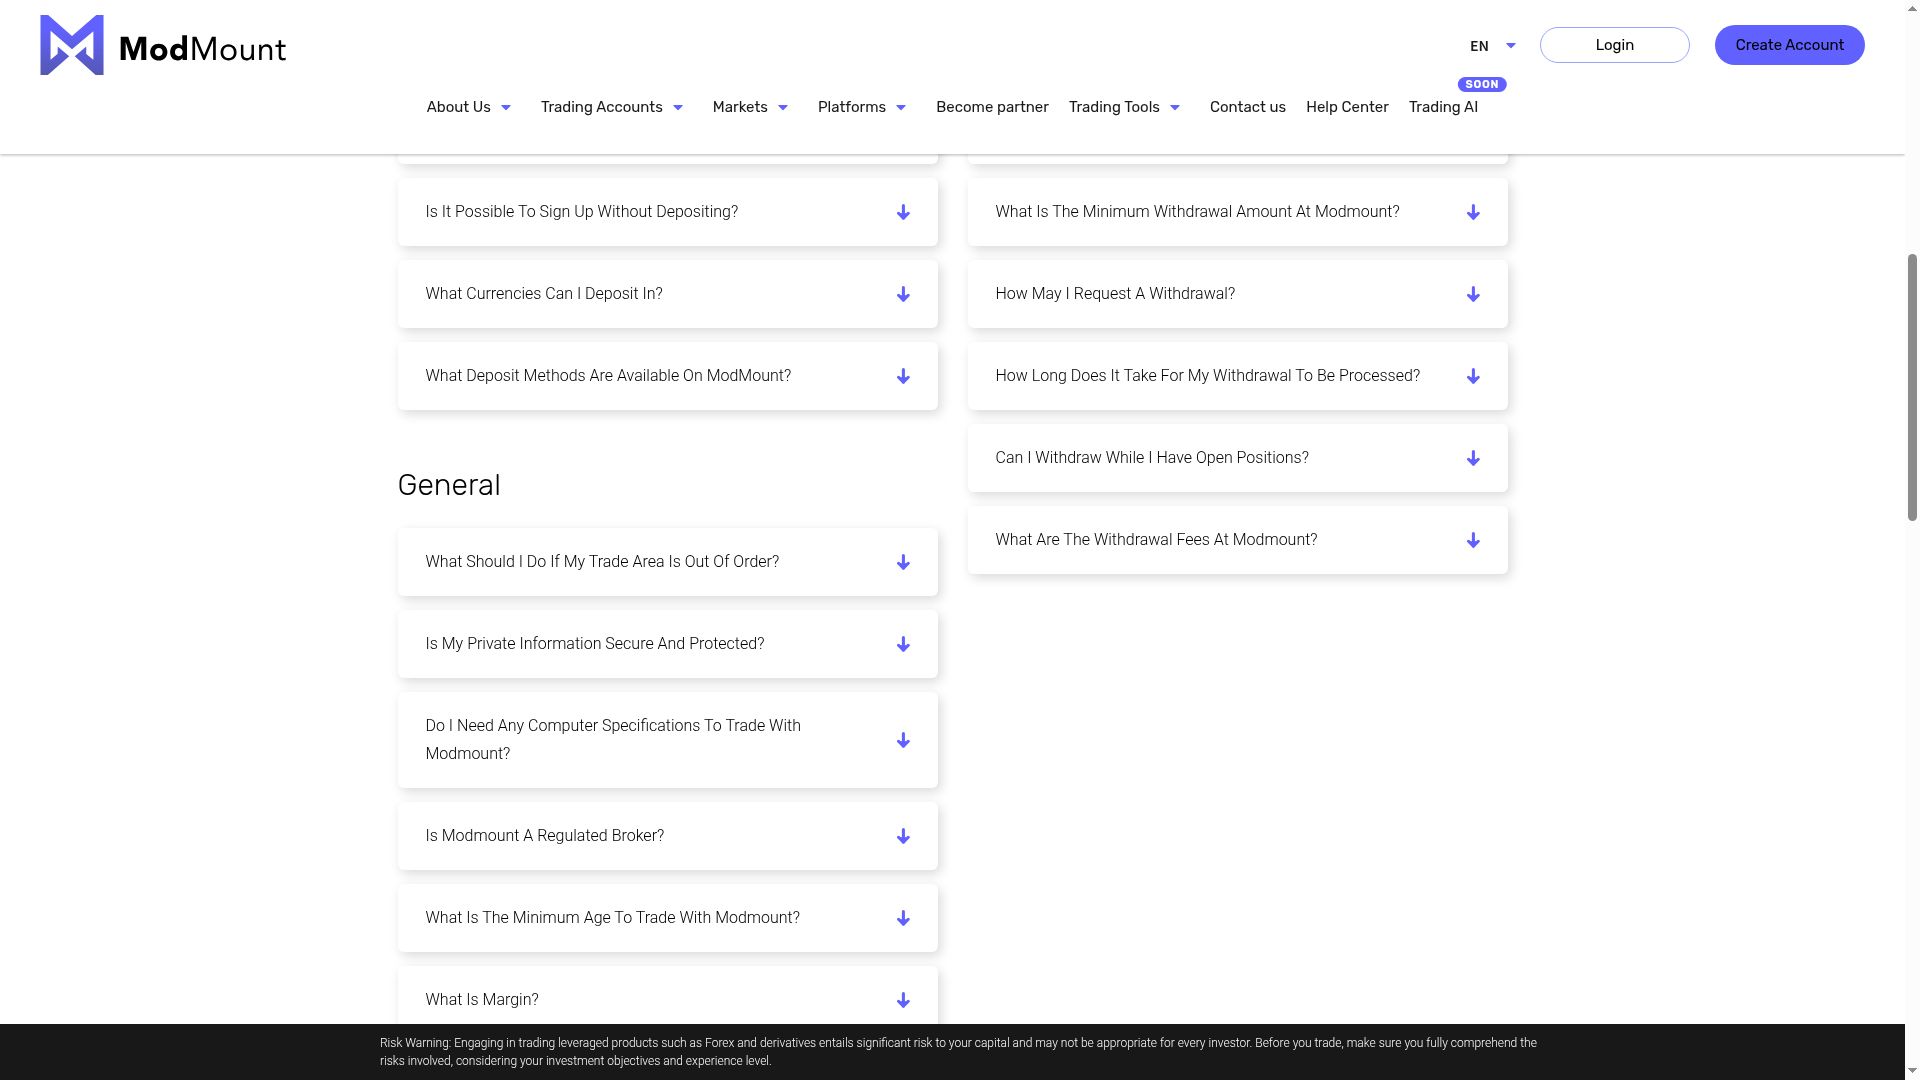 ModMount
EN
Login
Create Account
SOON
About Us
Trading Accounts
Markets
Platforms
Become partner
Trading Tools
Contact us
Help Center
Trading AI
Is It Possible To Sign Up Without Depositing?
What Currencies Can I Deposit In?
What Deposit Methods Are Available On ModMount?
General
What Should I Do If My Trade Area Is Out Of Order?
Is My Private Information Secure And Protected?
Do I Need Any Computer Specifications To Trade With
Modmount?
Is Modmount A Regulated Broker?
What Is The Minimum Age To Trade With Modmount?
What Is Margin?
What Is The Minimum Withdrawal Amount At Modmount?
How May I Request A Withdrawal?
How Long Does It Take For My Withdrawal To Be Processed?
Can I Withdraw While I Have Open Positions?
What Are The Withdrawal Fees At Modmount?
Risk Warning: Engaging in trading leveraged products such as Forex and derivatives entails significant risk to your capital and may not be appropriate for every investor. Before you trade, make sure you fully comprehend the
risks involved, considering your investment objectives and experience level.